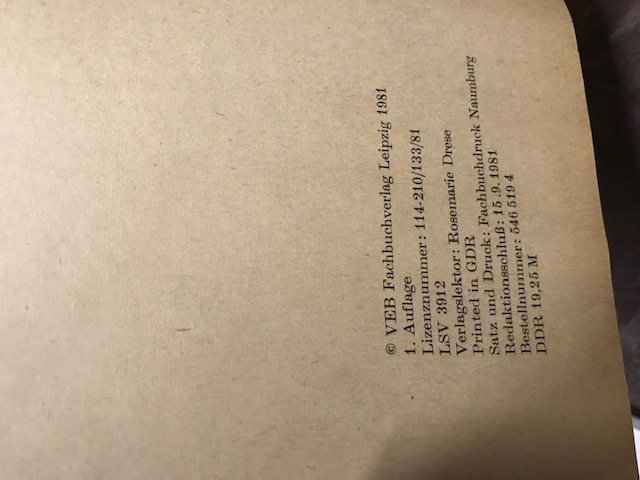 © VEB Fachbuchverlag Leipzig 1981
1. Auflage
Lizenznummer: 114-210/133/81
LSV 3912
Verlagslektor: Rosemarie Drese
Printed in GDR
Satz und Druck: Fachbuchdruck Naumburg
Redaktionsschluß: 15.9.1981
Bestellnummer: 546 519 4
DDR 19,25 M